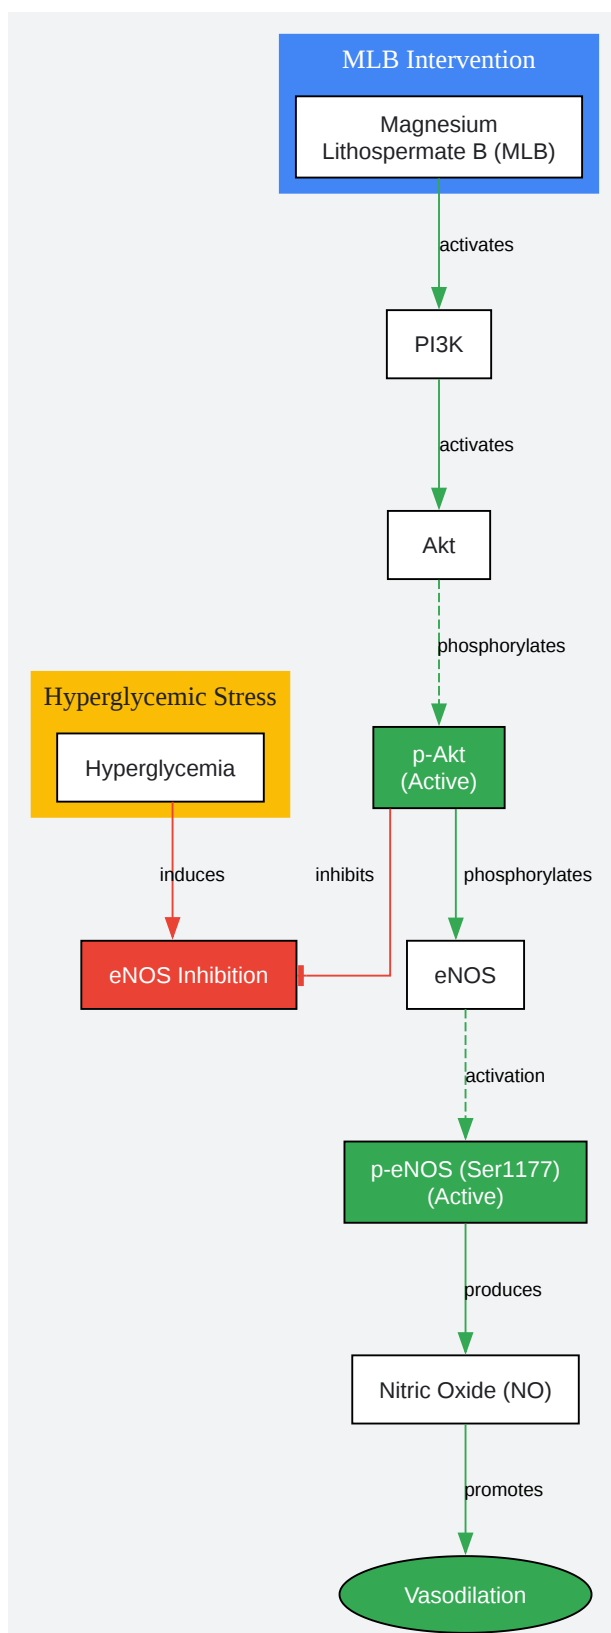 MLB Intervention
Magnesium
Lithospermate B (MLB)
activates
PI3K
activates
Akt
phosphorylates
Hyperglycemic Stress
Hyperglycemia
p-Akt
(Active)
induces
inhibits
phosphorylates
eNOS Inhibition
eNOS
activation
p-eNOS (Ser1177)
(Active)
produces
Nitric Oxide (NO)
promotes
Vasodilation